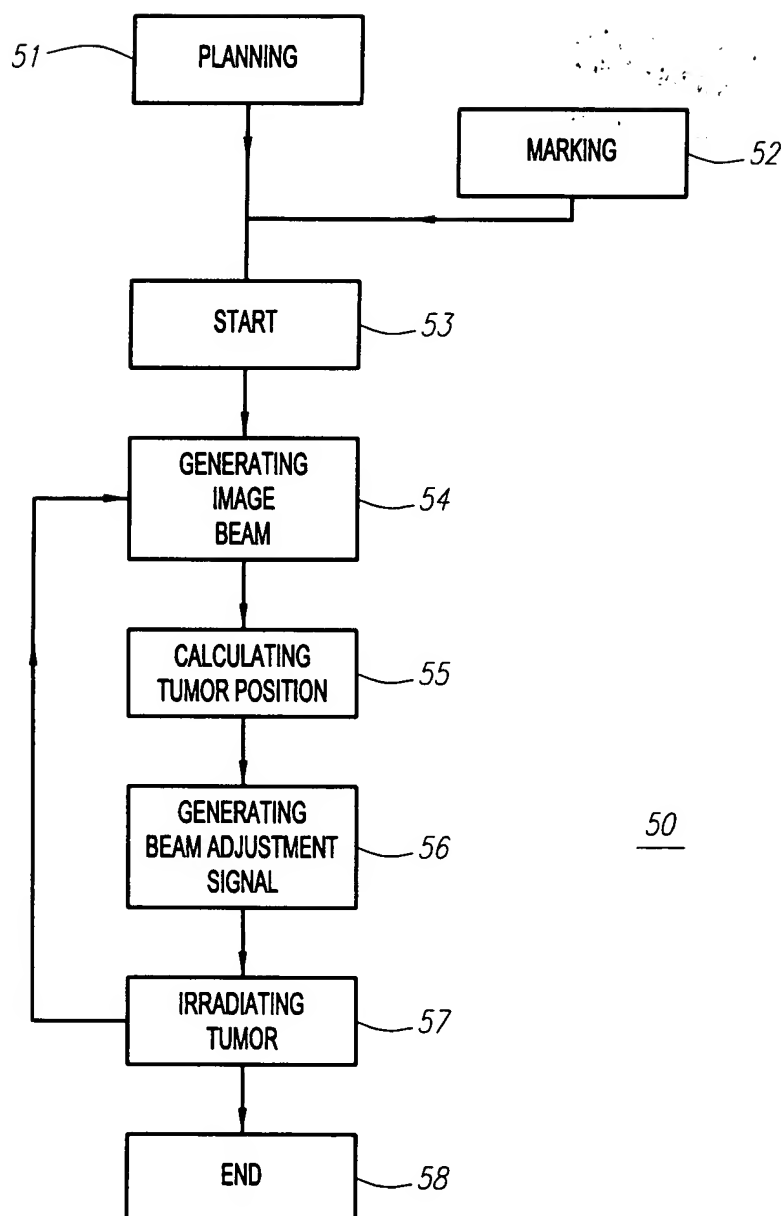 51
PLANNING
MARKING
52
START
53
GENERATING
IMAGE
BEAM
54
CALCULATING
TUMOR POSITION
55
GENERATING
BEAM ADJUSTMENT
SIGNAL
56
50
IRRADIATING
TUMOR
57
END
58